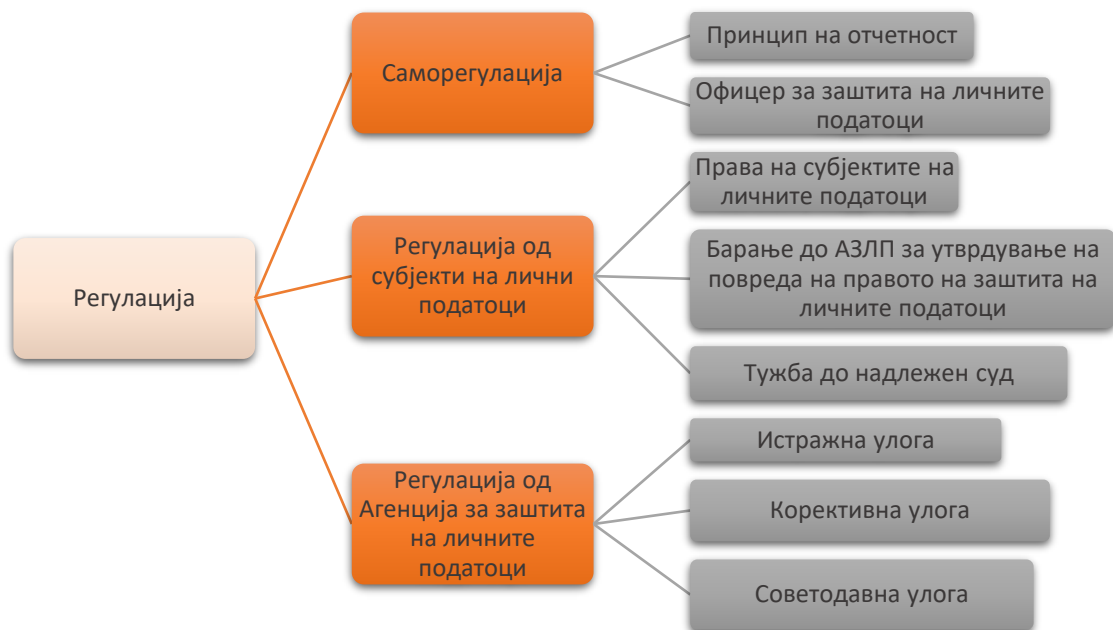 Регулација
Саморегулација
Принцип на отчетност
Офицер за заштита на личните
податоци
Регулација од
субјекти на лични
податоци
Права на субјектите на
личните податоци
Барање до АЗЛП за утврдување на
повреда на правото на заштита на
личните податоци
Тужба до надлежен суд
Регулација од
Агенција за заштита
на личните
податоци
Истражна улога
Корективна улога
Советодавна улога